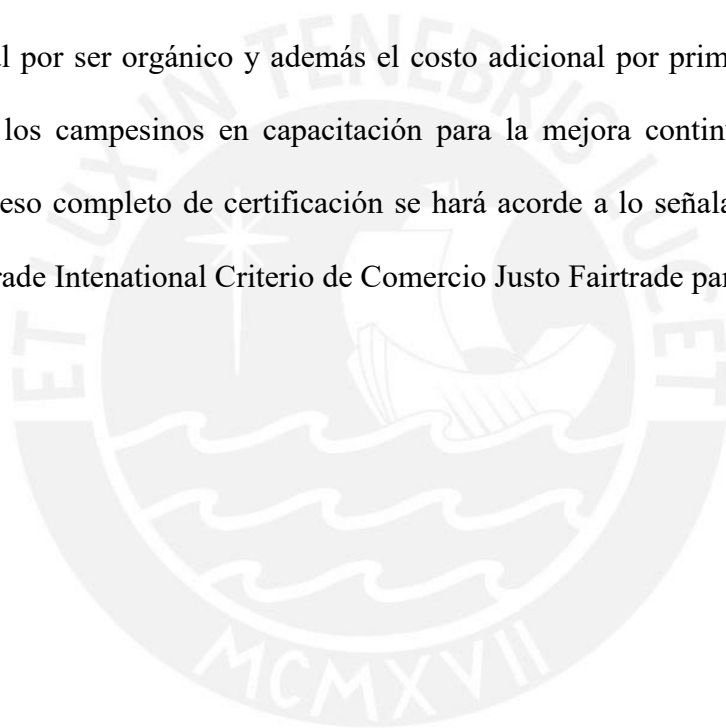 l por ser orgánico y además el costo adicional por prim
los campesinos en capacitación para la mejora contin
eso completo de certificación se hará acorde a lo señal
rade Intenational Criterio de Comercio Justo Fairtrade par
ET LUX IN TENEBRIS LUCET
MCMXVII